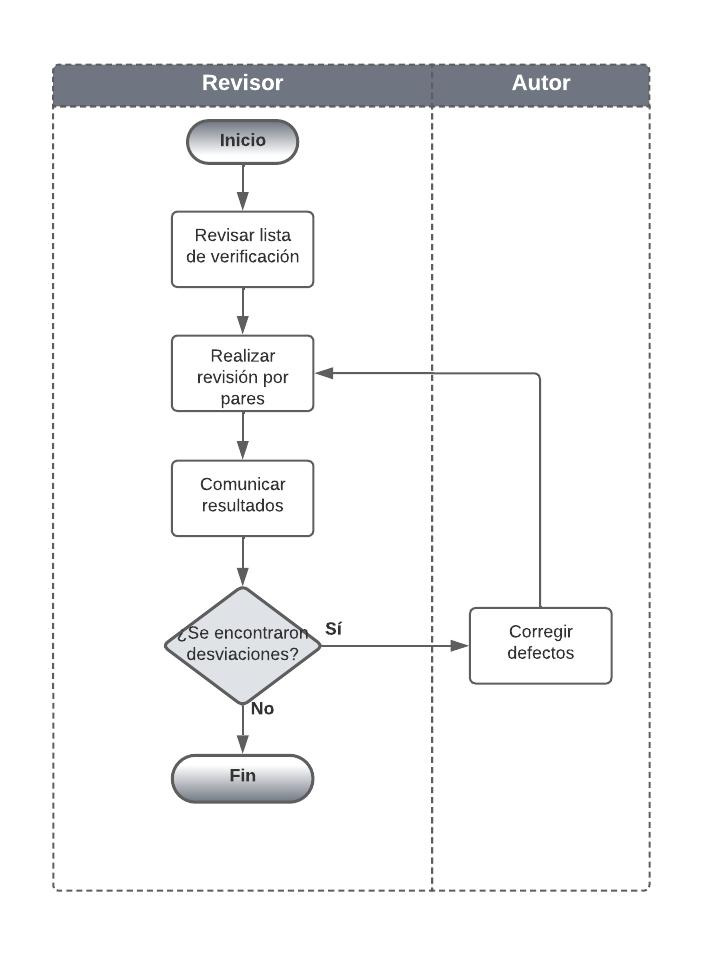 Revisor
Autor
Inicio
Revisar lista
de verificación
Realizar
revisión por
pares
Comunicar
resultados
¿Se encontraron
desviaciones?
Sí
Corregir
defectos
No
Fin